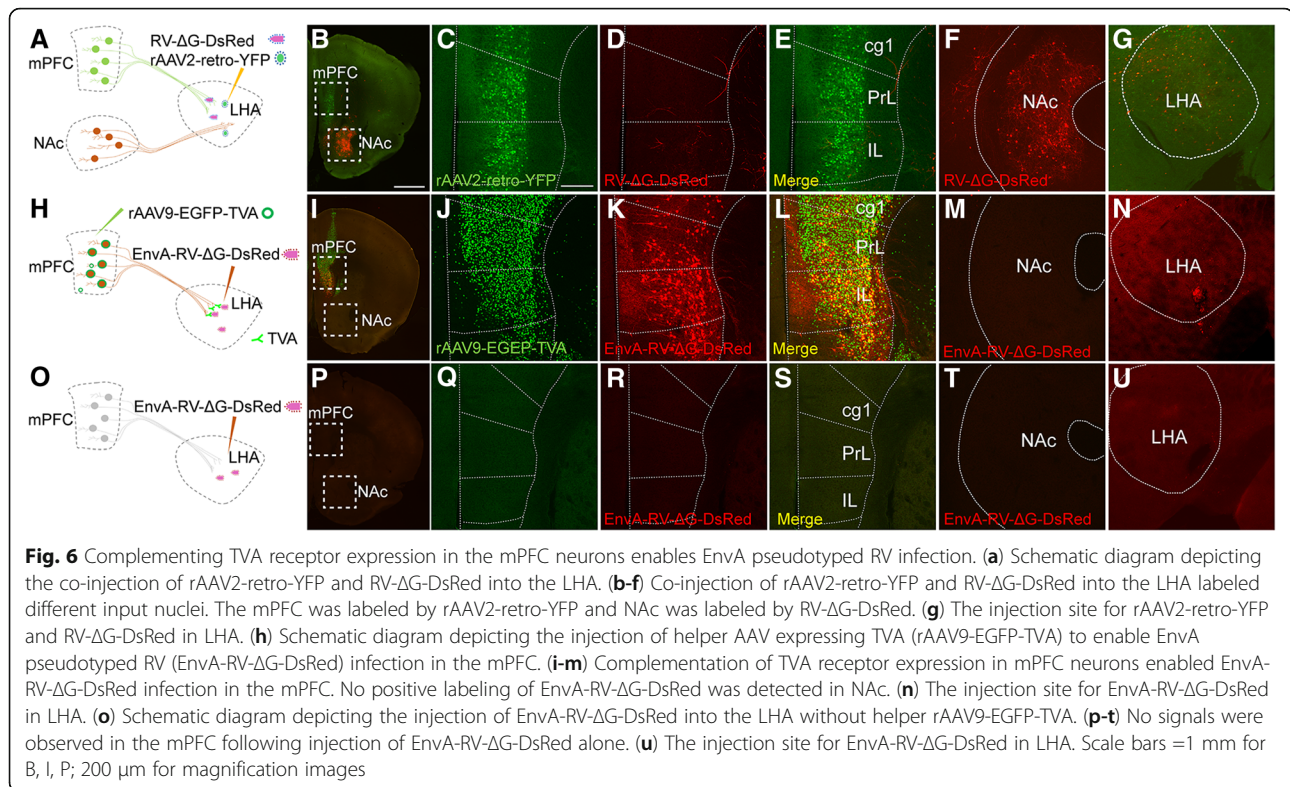 A
RV-ΔG-DsRed
rAAV2-retro-YFP
mPFC
LHA
NAc
B
mPFC
NAc
C
rAAV2-retro-YFP
D
RV-ΔG-DsRed
E
cg1
PrL
IL
Merge
F
NAc
RV-ΔG-DsRed
G
LHA
H
rAAV9-EGFP-TVA
EnvA-RV-ΔG-DsRed
mPFC
LHA
TVA
I
mPFC
NAc
J
rAAV9-EGEP-TVA
K
EnvA-RV-ΔG-DsRed
L
cg1
PrL
IL
Merge
M
NAc
EnvA-RV-ΔG-DsRed
N
LHA
O
EnvA-RV-ΔG-DsRed
mPFC
LHA
P
mPFC
NAc
Q
R
EnvA-RV-ΔG-DsRed
S
cg1
PrL
IL
Merge
T
NAc
EnvA-RV-ΔG-DsRed
U
LHA
Fig. 6 Complementing TVA receptor expression in the mPFC neurons enables EnvA pseudotyped RV infection. (a) Schematic diagram depicting
the co-injection of rAAV2-retro-YFP and RV-ΔG-DsRed into the LHA. (b-f) Co-injection of rAAV2-retro-YFP and RV-ΔG-DsRed into the LHA labeled
different input nuclei. The mPFC was labeled by rAAV2-retro-YFP and NAc was labeled by RV-ΔG-DsRed. (g) The injection site for rAAV2-retro-YFP
and RV-ΔG-DsRed in LHA. (h) Schematic diagram depicting the injection of helper AAV expressing TVA (rAAV9-EGFP-TVA) to enable EnvA
pseudotyped RV (EnvA-RV-ΔG-DsRed) infection in the mPFC. (i-m) Complementation of TVA receptor expression in mPFC neurons enabled EnvA-
RV-ΔG-DsRed infection in the mPFC. No positive labeling of EnvA-RV-ΔG-DsRed was detected in NAc. (n) The injection site for EnvA-RV-ΔG-DsRed
in LHA. (o) Schematic diagram depicting the injection of EnvA-RV-ΔG-DsRed into the LHA without helper rAAV9-EGFP-TVA. (p-t) No signals were
observed in the mPFC following injection of EnvA-RV-ΔG-DsRed alone. (u) The injection site for EnvA-RV-ΔG-DsRed in LHA. Scale bars =1 mm for
B, I, P; 200 μm for magnification images